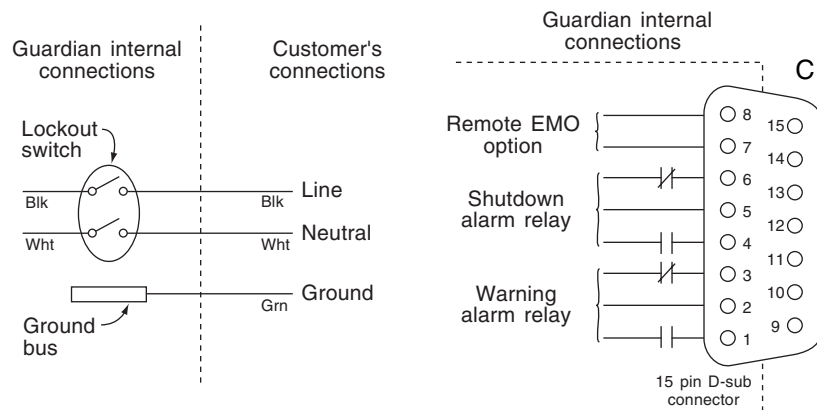 Guardian internal
connections
Customer's
connections
Lockout
switch
Blk
Blk
Line
Wht
Wht
Neutral
Grn
Ground
Ground
bus
Guardian internal
connections
C
Remote EMO
option
Shutdown
alarm relay
Warning
alarm relay
8
7
6
5
4
3
2
1
15
14
13
12
11
10
9
15 pin D-sub
connector